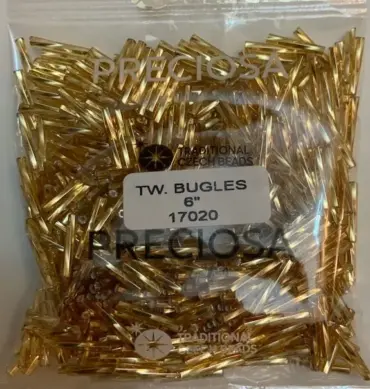 PRECIOSA
TRADITIONAL
CZECH BEADS
TW. BUGLES
6"
17020
PRECIOSA
TRADITIONAL
CZECH BEADS